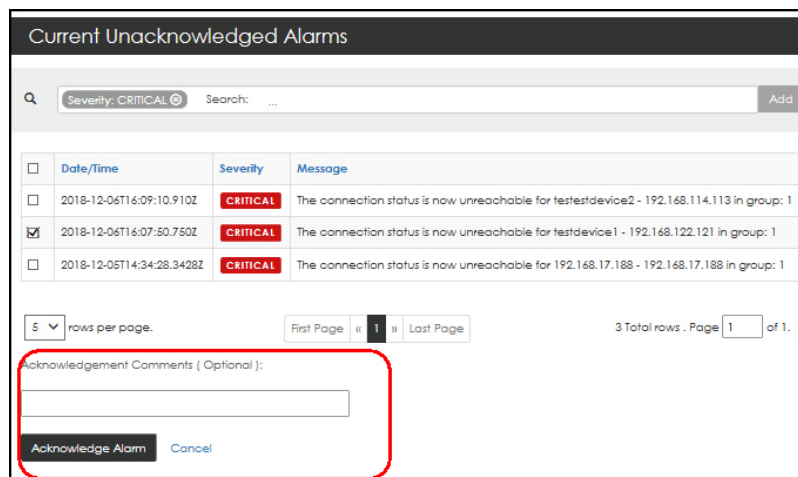 Current Unacknowledged Alarms
Severity: CRITICAL Search: ... Add
Date/Time Severity Message
2018-12-06T16:09:10.910Z CRITICAL The connection status is now unreachable for testestdevice2 - 192.168.114.113 in group: 1
2018-12-06T16:07:50.750Z CRITICAL The connection status is now unreachable for testdevice1 - 192.168.122.121 in group: 1
2018-12-05T14:34:28.3428Z CRITICAL The connection status is now unreachable for 192.168.17.188 - 192.168.17.188 in group: 1
5 rows per page. First Page « 1 » Last Page 3 Total rows . Page 1 of 1.
Acknowledgement Comments ( Optional ):
Acknowledge Alarm Cancel